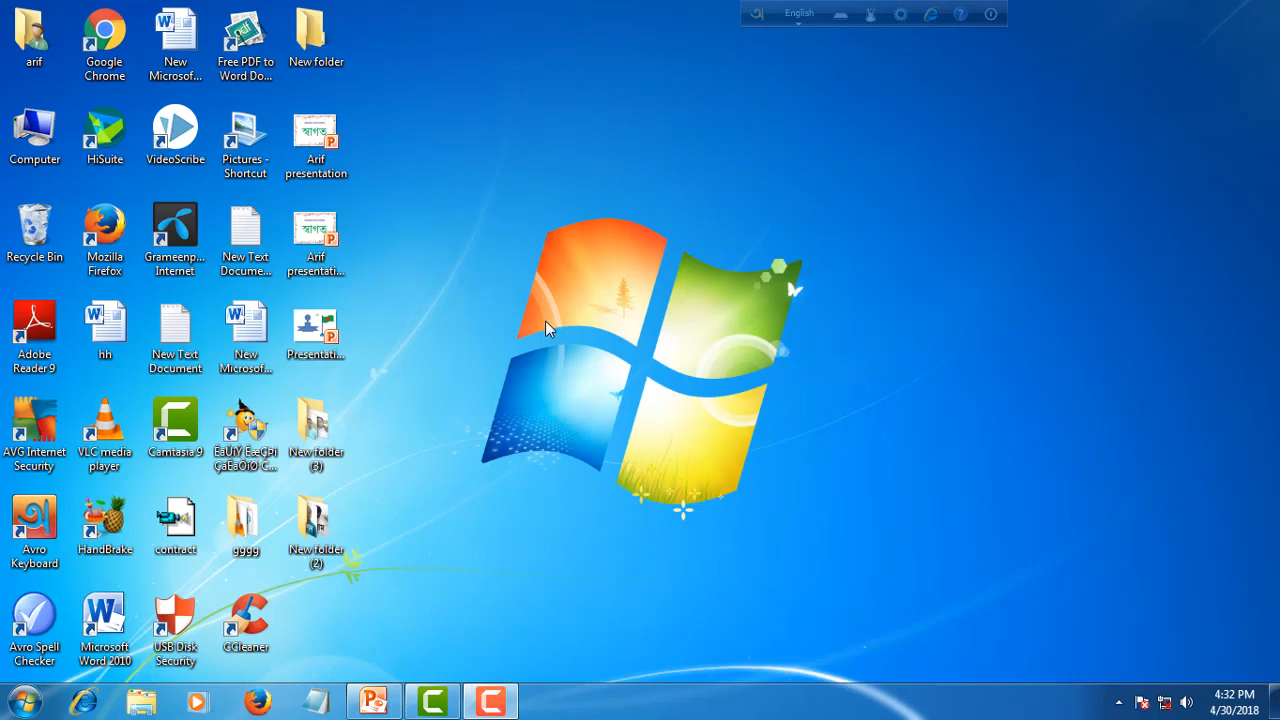 English
arif
Google
Chrome
New
Microsof...
Free PDF to
Word Do...
New folder
Computer
HiSuite
VideoScribe
Pictures -
Shortcut
স্বাগত
Arif
presentation
Recycle Bin
Mozilla
Firefox
Grameenp...
Internet
New Text
Docume...
স্বাগত
Arif
presentati...
Adobe
Reader 9
hh
New Text
Document
New
Microsof...
Presentati...
AVG Internet
Security
VLC media
player
Camtasia 9
New folder
(3)
Avro
Keyboard
HandBrake
contract
gggg
New folder
(2)
Avro Spell
Checker
Microsoft
Word 2010
USB Disk
Security
CCleaner
4:32 PM
4/30/2018